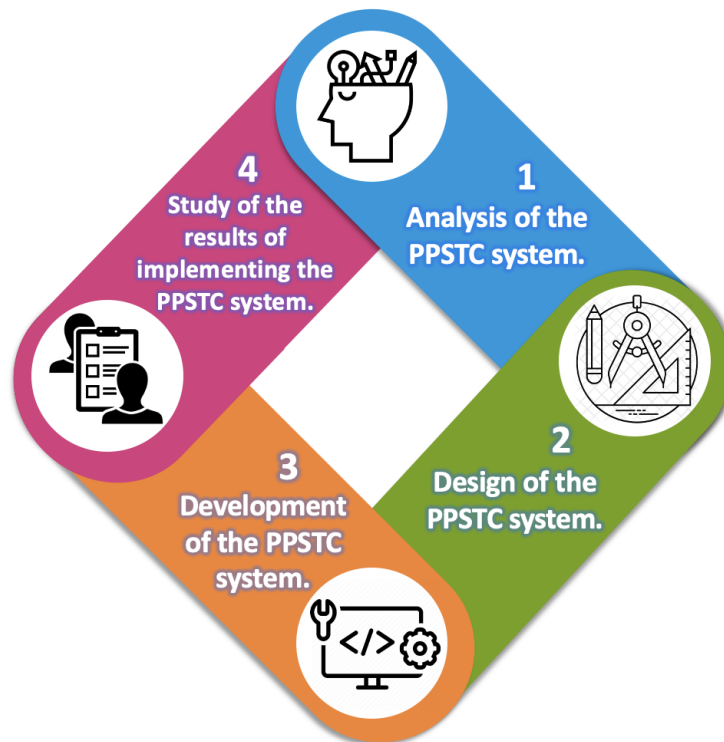 1
Analysis of the
PPSTC system.
2
Design of the
PPSTC system.
3
Development
of the PPSTC
system.
4
Study of the
results of
implementing the
PPSTC system.
</>